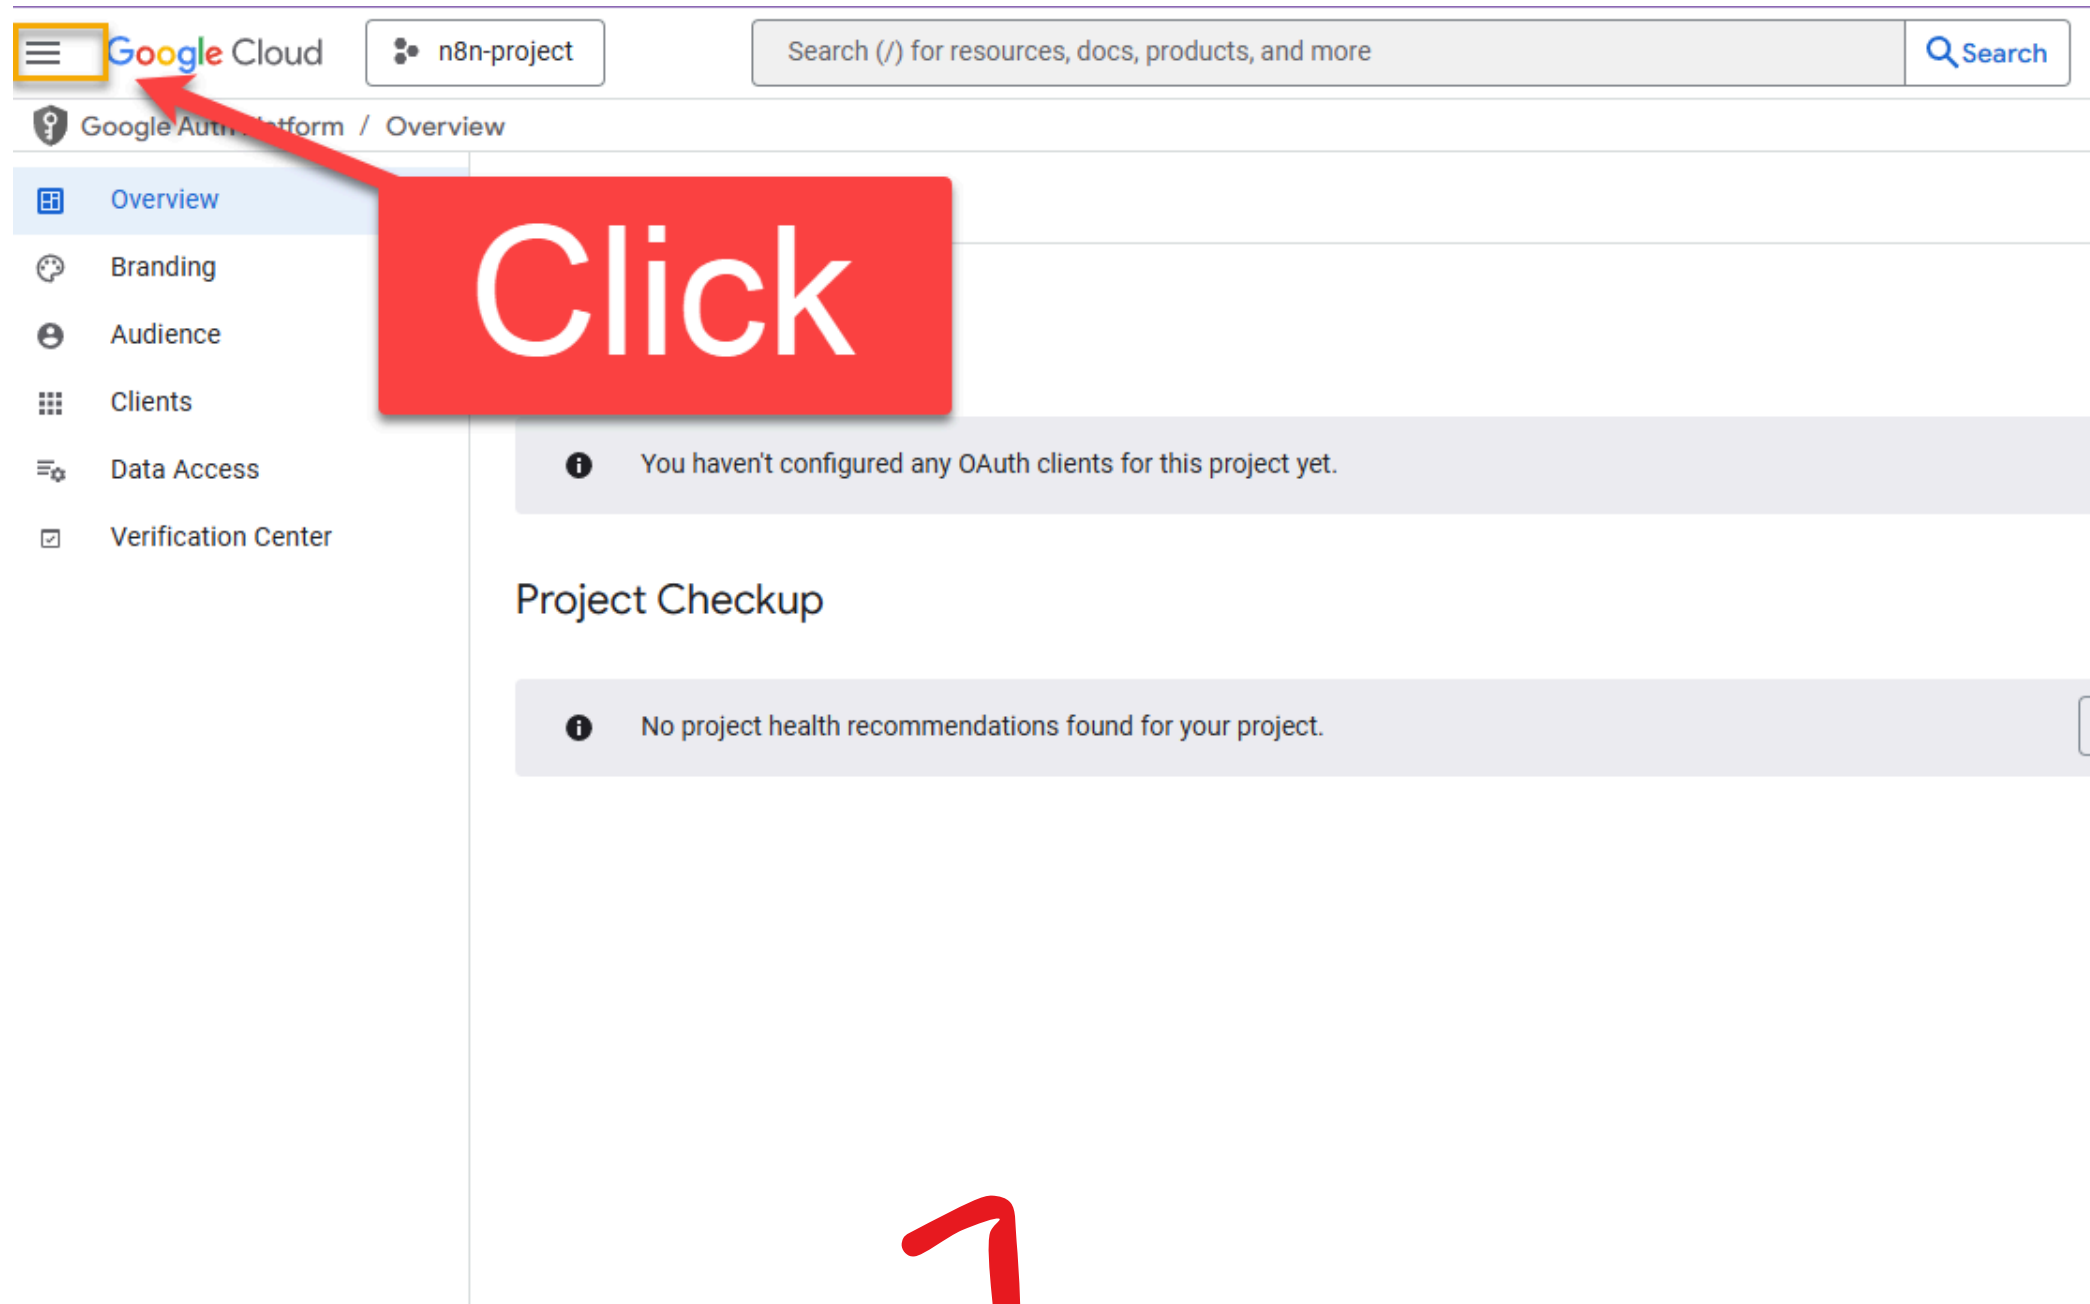 Google Cloud
n8n-project
Search (/) for resources, docs, products, and more
Search
Google Auth Platform / Overview
Overview
Branding
Audience
Clients
Data Access
Verification Center
Click
You haven't configured any OAuth clients for this project yet.
Project Checkup
No project health recommendations found for your project.